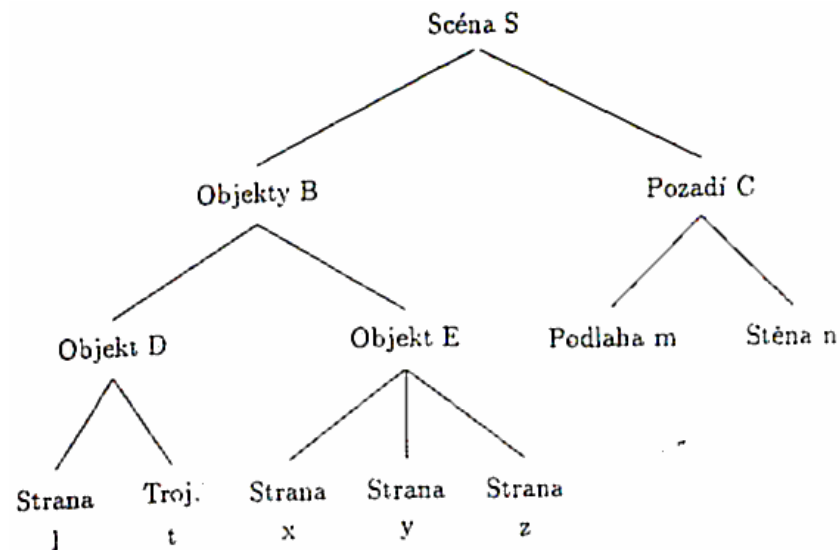 Scéna S
Objekty B
Pozadí C
Objekt D
Objekt E
Podlaha m
Stěna n
Strana
Troj.
Strana
Strana
Strana
t
x
y
z